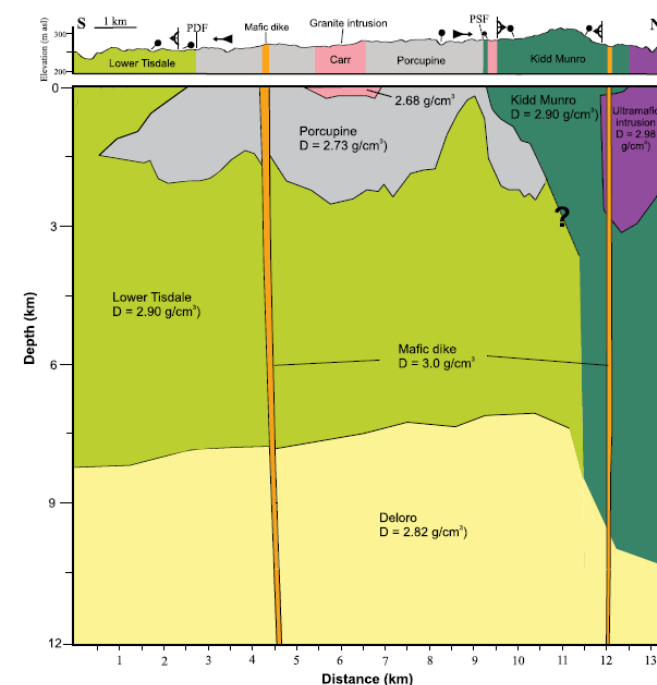 S
1 km
PDF
Mafic dike
Granite intrusion
PSF
N
Elevation (m asl)
300
200
Lower Tisdale
Carr
Porcupine
Kidd Munro
0
2.68 g/cm³
Kidd Munro
D = 2.90 g/cm³)
Ultramafic
intrusion
D = 2.98
g/cm³)
Porcupine
D = 2.73 g/cm³)
?
3
Lower Tisdale
D = 2.90 g/cm³)
Depth (km)
Mafic dike
D = 3.0 g/cm³
6
9
Deloro
D = 2.82 g/cm³)
12
1 2 3 4 5 6 7 8 9 10 11 12 13
Distance (km)